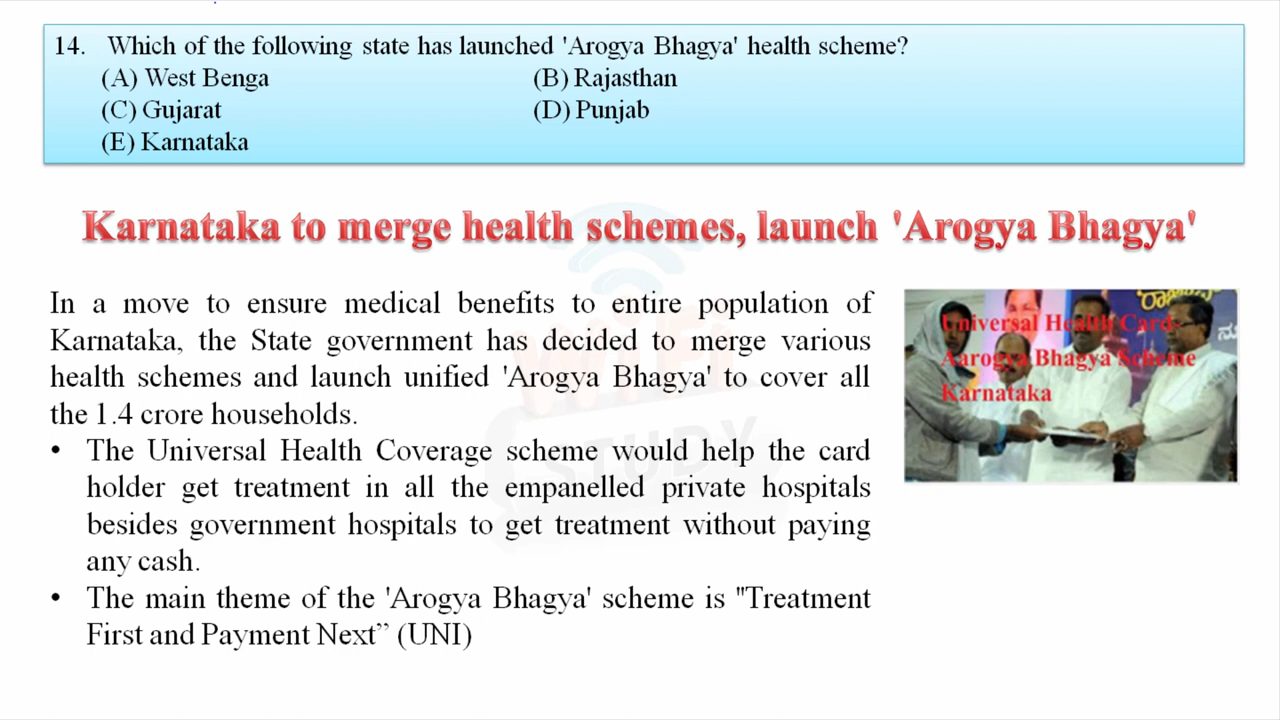 14. Which of the following state has launched 'Arogya Bhagya' health scheme?
(A) West Benga (B) Rajasthan
(C) Gujarat (D) Punjab
(E) Karnataka
Karnataka to merge health schemes, launch 'Arogya Bhagya'
In a move to ensure medical benefits to entire population of
Karnataka, the State government has decided to merge various
health schemes and launch unified 'Arogya Bhagya' to cover all
the 1.4 crore households.
• The Universal Health Coverage scheme would help the card
holder get treatment in all the empanelled private hospitals
besides government hospitals to get treatment without paying
any cash.
• The main theme of the 'Arogya Bhagya' scheme is "Treatment
First and Payment Next” (UNI)
Universal Health Card-
Aarogya Bhagya Scheme
Karnataka
WiFi
STUDY